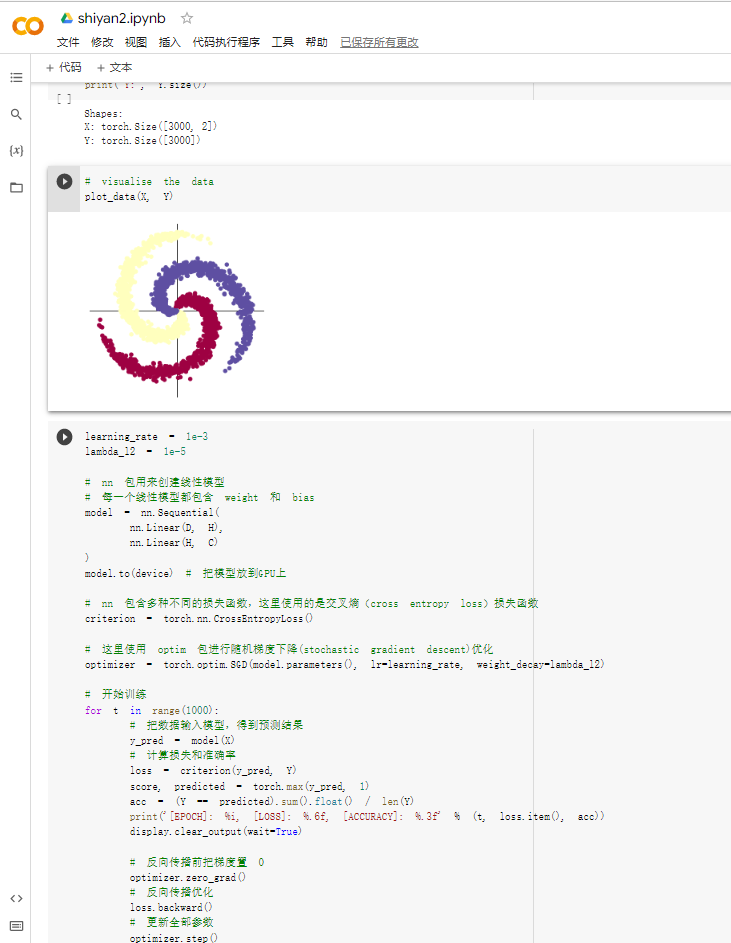 shiyan2.ipynb
文件 修改 视图 插入 代码执行程序 工具 帮助 已保存所有更改
+ 代码 + 文本
print('Y:', Y.size())
[ ]
Shapes:
X: torch.Size([3000, 2])
Y: torch.Size([3000])
# visualise the data
plot_data(X, Y)
learning_rate = 1e-3
lambda_l2 = 1e-5
# nn 包用来创建线性模型
# 每一个线性模型都包含 weight 和 bias
model = nn.Sequential(
nn.Linear(D, H),
nn.Linear(H, C)
)
model.to(device) # 把模型放到GPU上
# nn 包含多种不同的损失函数，这里使用的是交叉熵（cross entropy loss）损失函数
criterion = torch.nn.CrossEntropyLoss()
# 这里使用 optim 包进行随机梯度下降(stochastic gradient descent)优化
optimizer = torch.optim.SGD(model.parameters(), lr=learning_rate, weight_decay=lambda_l2)
# 开始训练
for t in range(1000):
# 把数据输入模型，得到预测结果
y_pred = model(X)
# 计算损失和准确率
loss = criterion(y_pred, Y)
score, predicted = torch.max(y_pred, 1)
acc = (Y == predicted).sum().float() / len(Y)
print('[EPOCH]: %i, [LOSS]: %.6f, [ACCURACY]: %.3f' % (t, loss.item(), acc))
display.clear_output(wait=True)
# 反向传播前把梯度置 0
optimizer.zero_grad()
# 反向传播优化
loss.backward()
# 更新全部参数
optimizer.step()